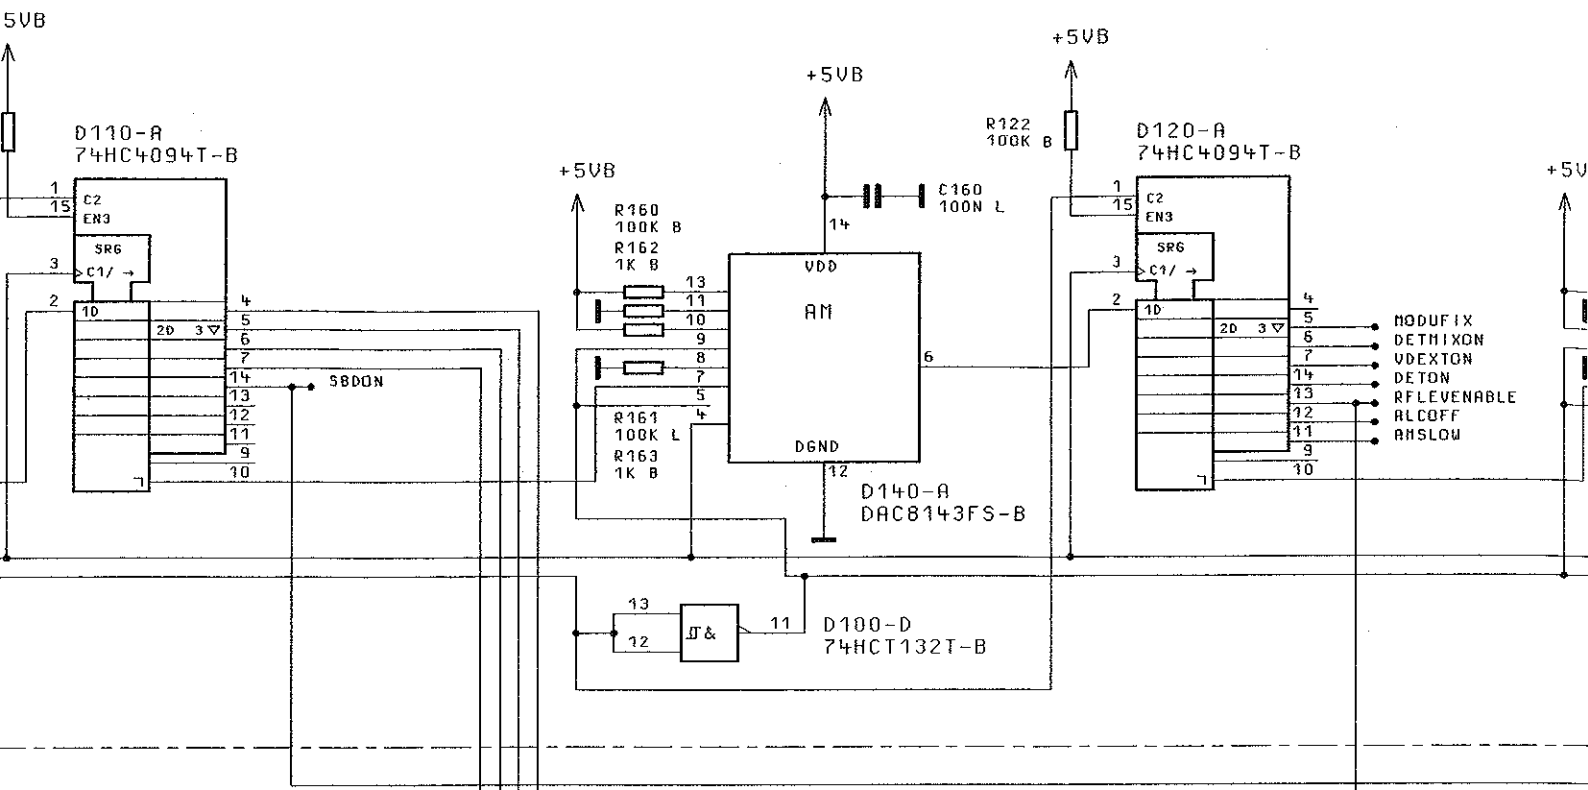 5VB
+5VB
+5VB
+5VB
+5V
D110-A
74HC4094T-B
1
15
C2
EN3
SRG
3
C1/ →
2
1D
2D 3 ▽
4
5
6
7
14
13
12
11
9
10
SBDON
R160
100K B
R162
1K B
R161
100K L
R163
1K B
13
11
10
9
8
7
5
4
14
VDD
AM
DGND
12
6
C160
100N L
D140-A
DAC8143FS-B
R122
100K B
D120-A
74HC4094T-B
1
15
C2
EN3
SRG
3
C1/ →
2
1D
2D 3 ▽
4
5
6
7
14
13
12
11
9
10
MODUFIX
DETMIXON
VDEXTON
DETON
RFLEVENABLE
ALCOFF
AMSLOW
13
12
&
11
D100-D
74HCT132T-B